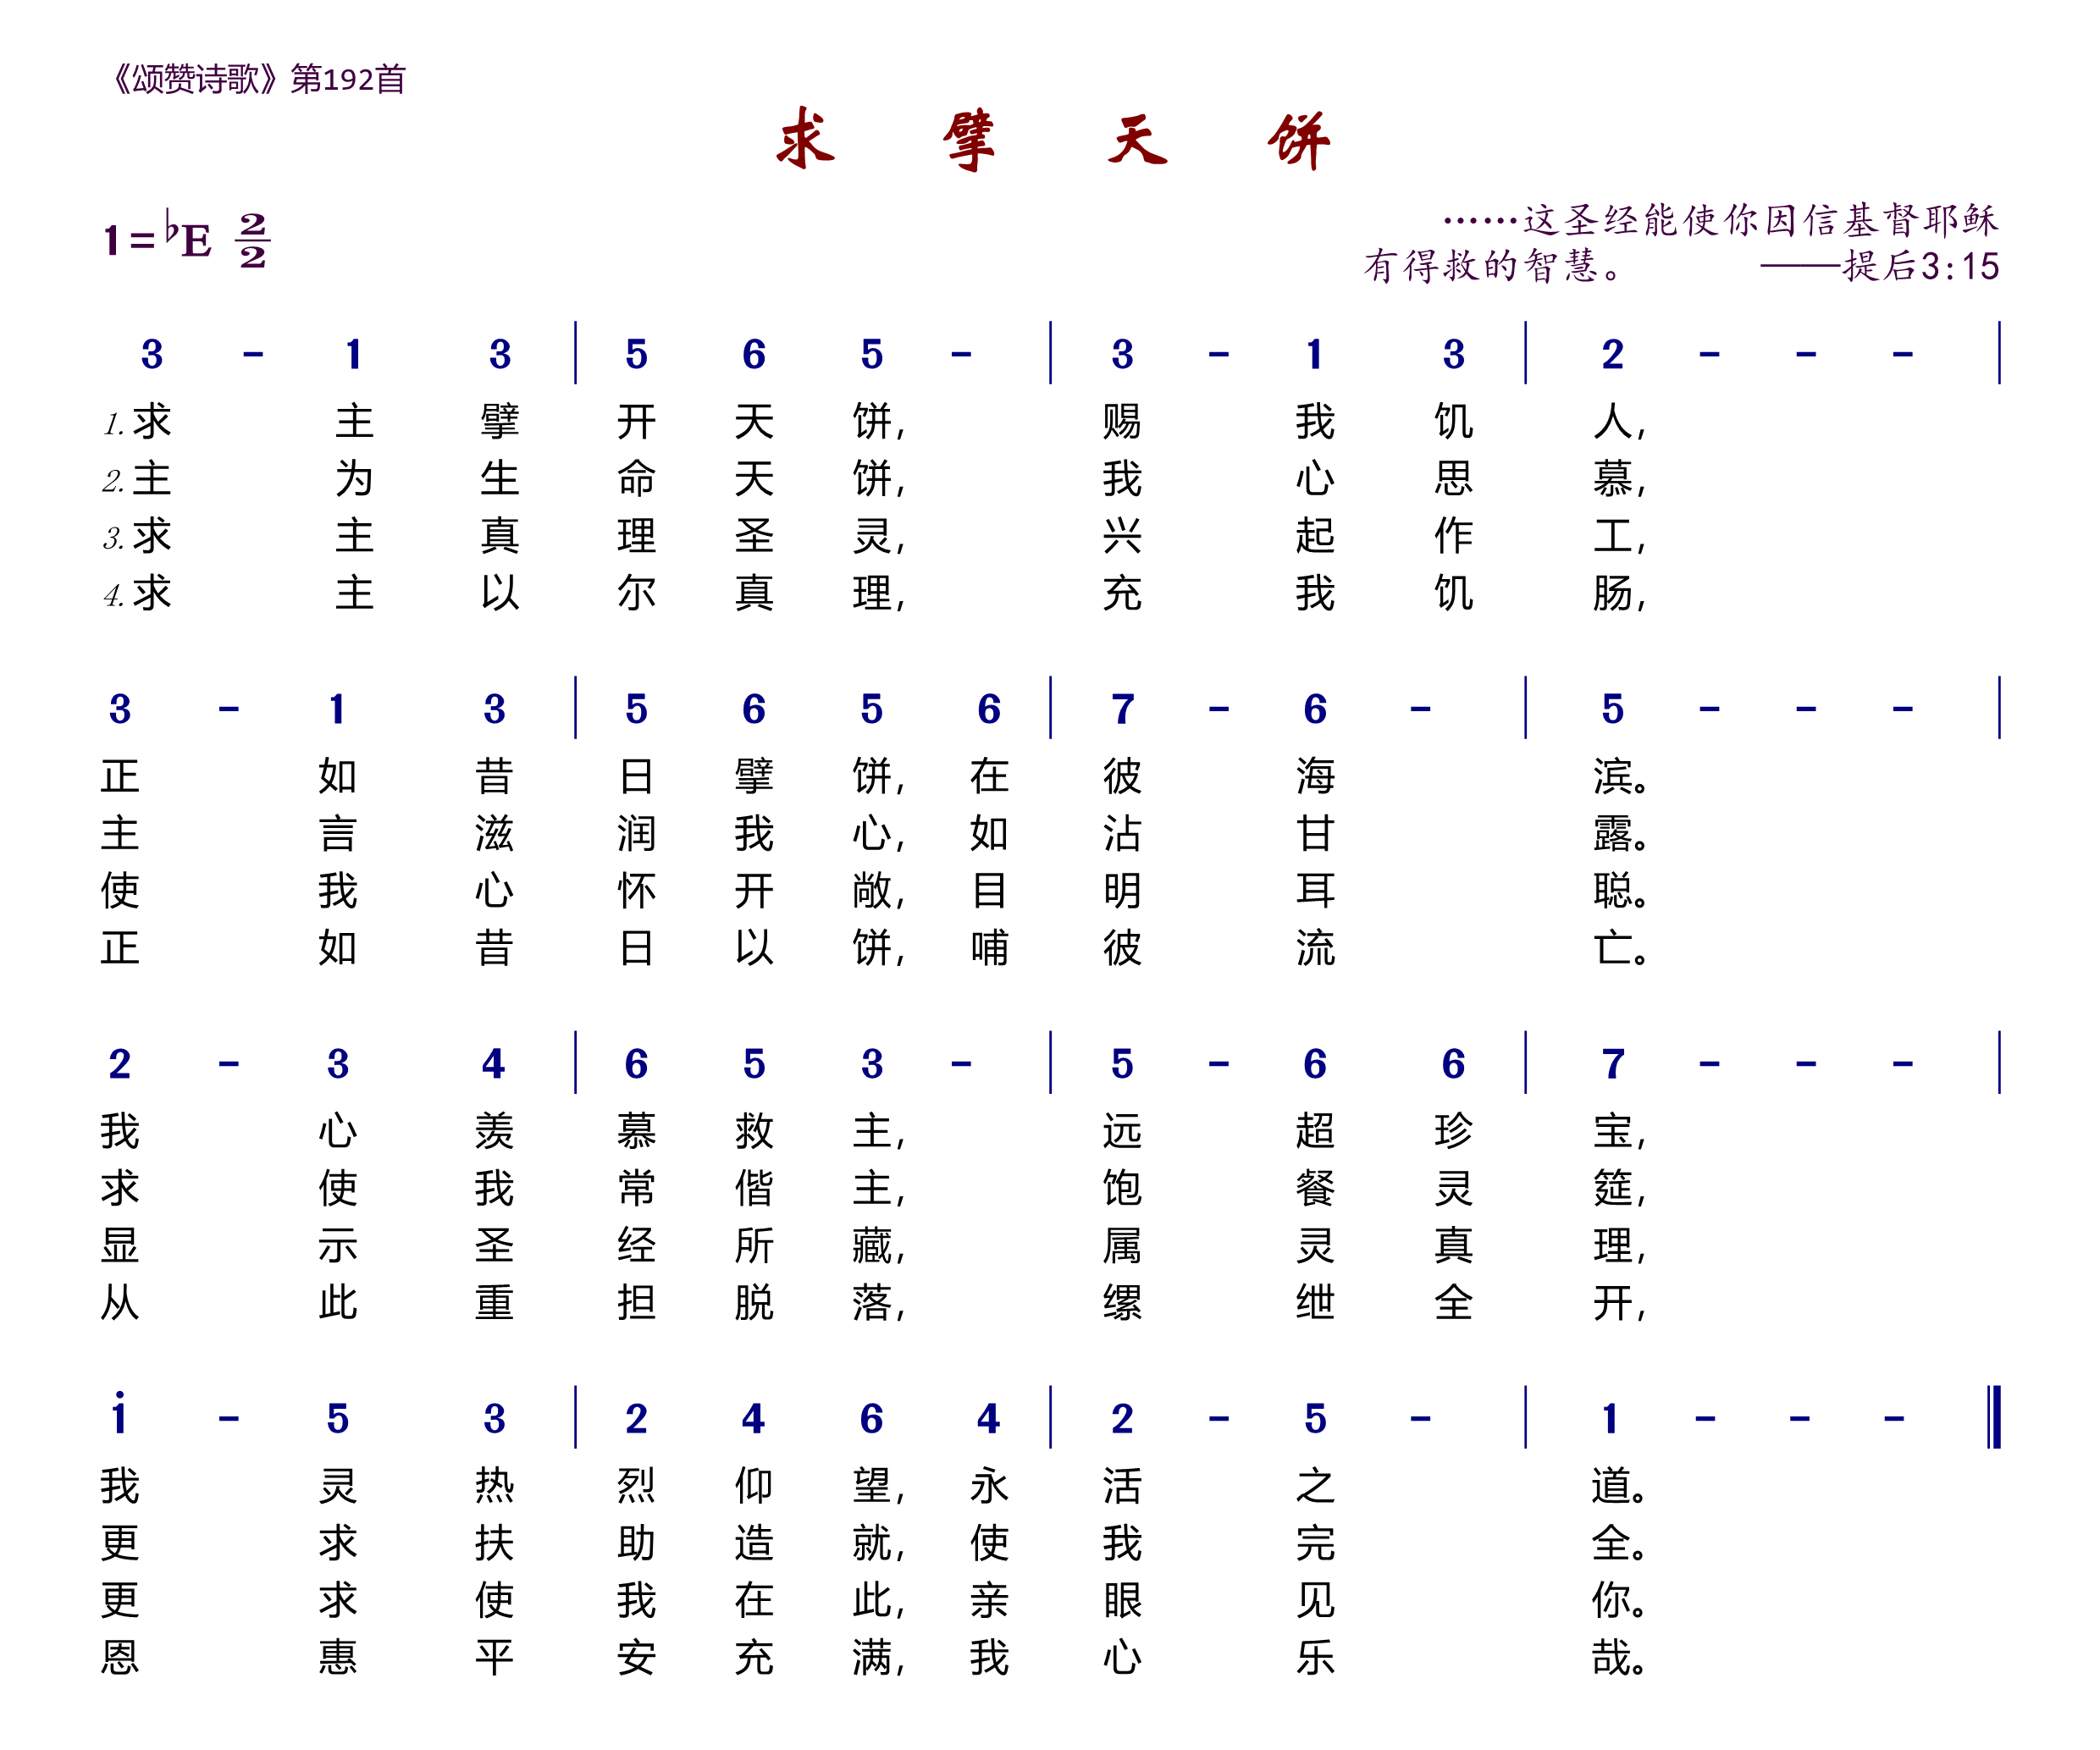 《颂赞诗歌》第192首
求 擘 天 饼
1=♭E 2/2
……这圣经能使你因信基督耶稣
有得救的智慧。 ——提后3:15
3 - 1 3 | 5 6 5 - | 3 - 1 3 | 2 - - - |
1.求 主 擘 开 天 饼, 赐 我 饥 人,
2.主 为 生 命 天 饼, 我 心 思 慕,
3.求 主 真 理 圣 灵, 兴 起 作 工,
4.求 主 以 尔 真 理, 充 我 饥 肠,
3 - 1 3 | 5 6 5 6 | 7 - 6 - | 5 - - - |
正 如 昔 日 擘 饼, 在 彼 海 滨。
主 言 滋 润 我 心, 如 沾 甘 露。
使 我 心 怀 开 敞, 目 明 耳 聪。
正 如 昔 日 以 饼, 哺 彼 流 亡。
2 - 3 4 | 6 5 3 - | 5 - 6 6 | 7 - - - |
我 心 羡 慕 救 主, 远 超 珍 宝,
求 使 我 常 偕 主, 饱 餐 灵 筵,
显 示 圣 经 所 藏, 属 灵 真 理,
从 此 重 担 脱 落, 缧 绁 全 开,
i - 5 3 | 2 4 6 4 | 2 - 5 - | 1 - - - ‖
我 灵 热 烈 仰 望, 永 活 之 道。
更 求 扶 助 造 就, 使 我 完 全。
更 求 使 我 在 此, 亲 眼 见 你。
恩 惠 平 安 充 满, 我 心 乐 哉。